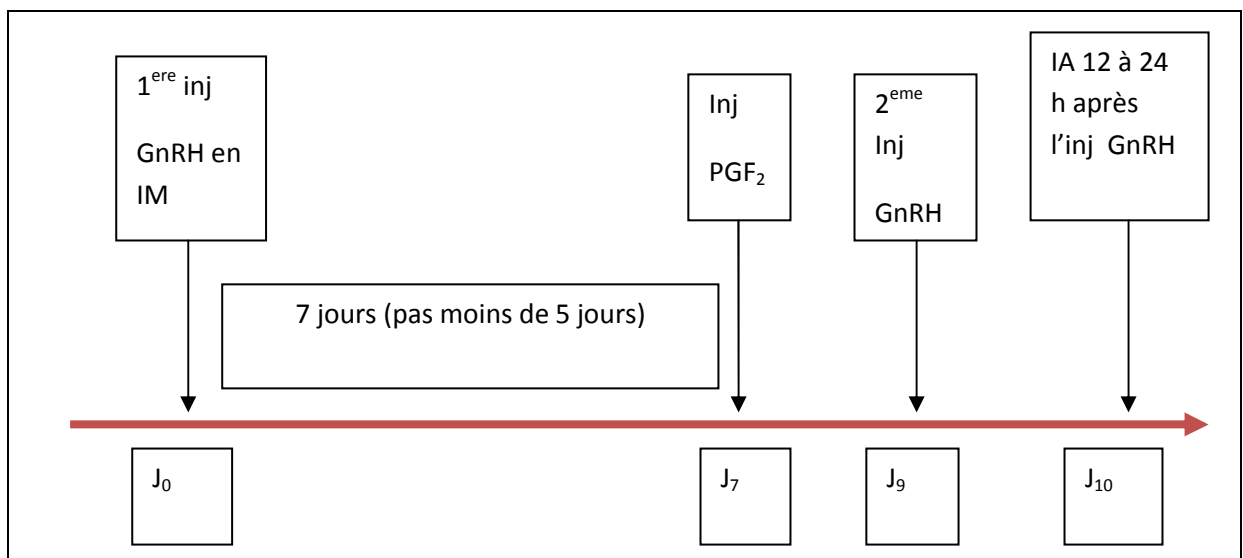 1ere inj
GnRH en
IM
Inj
PGF2
2eme
Inj
GnRH
IA 12 à 24
h après
l’inj GnRH
7 jours (pas moins de 5 jours)
J0
J7
J9
J10